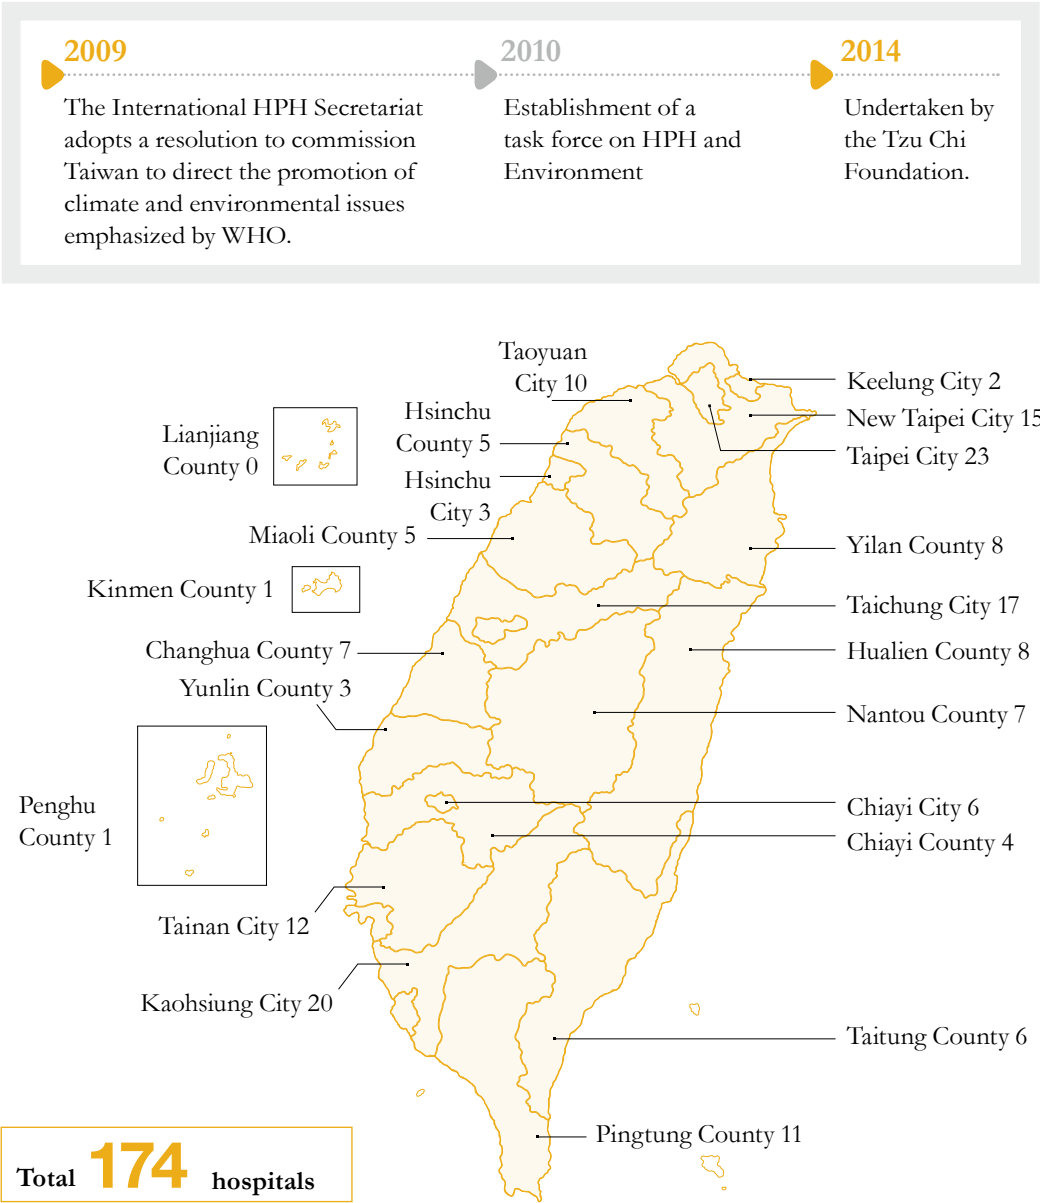 2009
The International HPH Secretariat
adopts a resolution to commission
Taiwan to direct the promotion of
climate and environmental issues
emphasized by WHO.
2010
Establishment of a
task force on HPH and
Environment
2014
Undertaken by
the Tzu Chi
Foundation.
Taoyuan
City 10
Hsinchu
County 5
Hsinchu
City 3
Lianjiang
County 0
Miaoli County 5
Kinmen County 1
Changhua County 7
Yunlin County 3
Penghu
County 1
Tainan City 12
Kaohsiung City 20
Keelung City 2
New Taipei City 15
Taipei City 23
Yilan County 8
Taichung City 17
Hualien County 8
Nantou County 7
Chiayi City 6
Chiayi County 4
Taitung County 6
Pingtung County 11
Total 174 hospitals